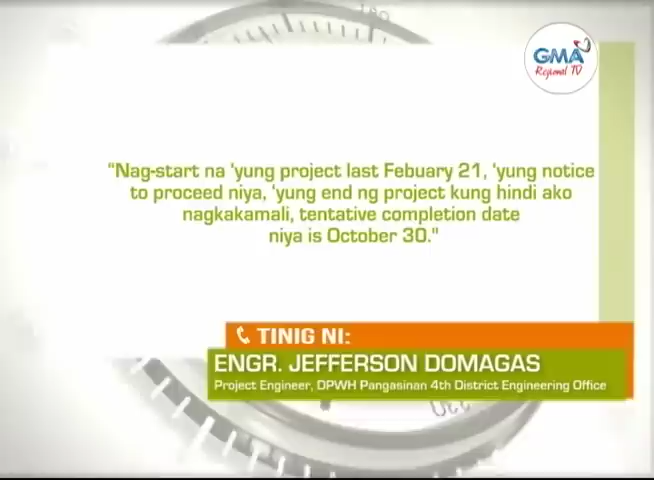 GMA
Regional TV
"Nag-start na 'yung project last Febuary 21, 'yung notice
to proceed niya, 'yung end ng project kung hindi ako
nagkakamali, tentative completion date
niya is October 30."
TINIG NI:
ENGR. JEFFERSON DOMAGAS
Project Engineer, DPWH Pangasinan 4th District Engineering Office